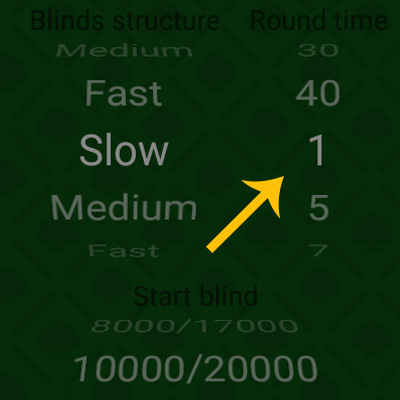 Blinds structure Round time
Medium 30
Fast 40
Slow 1
Medium 5
Fast 7
Start blind
8000/17000
10000/20000